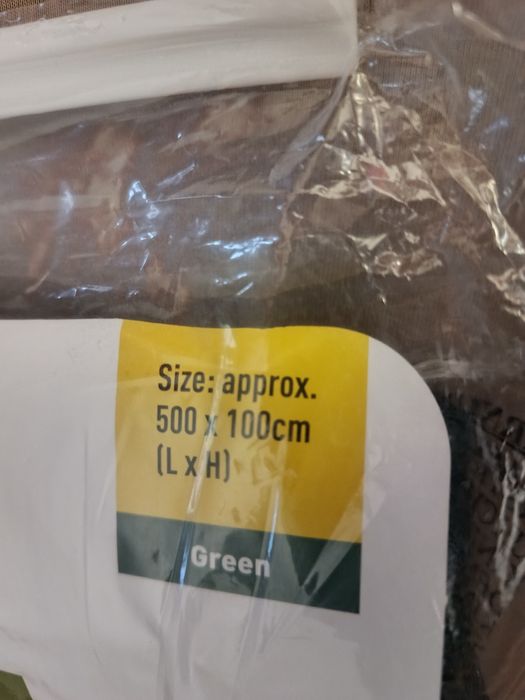 Size: approx.
500 x 100cm
(L x H)
Green